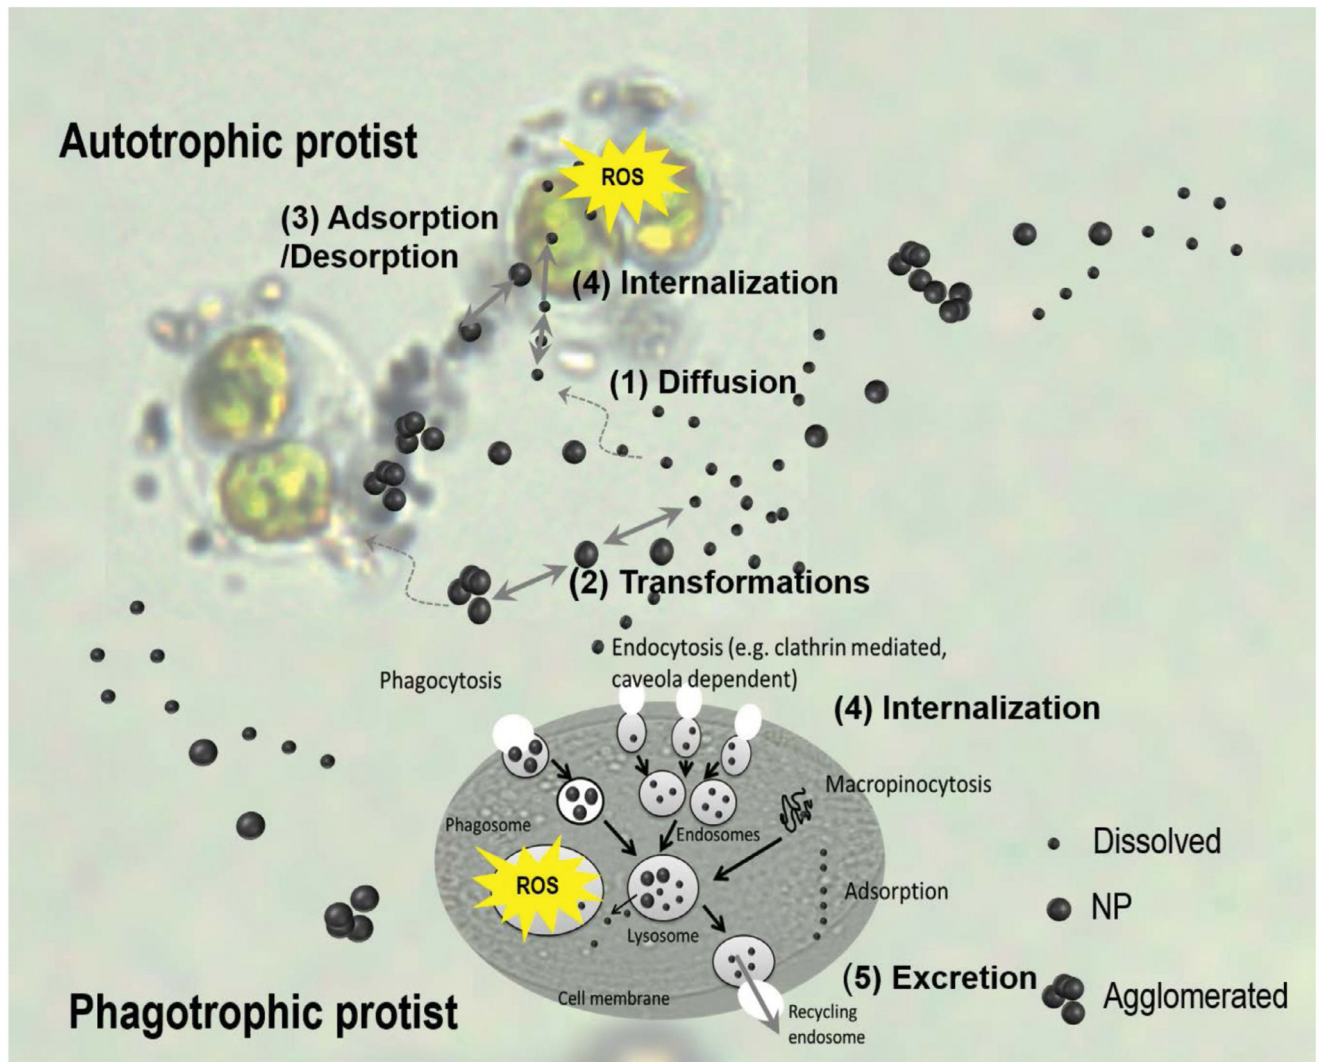 Autotrophic protist
ROS
(3) Adsorption
/Desorption
(4) Internalization
(1) Diffusion
(2) Transformations
Endocytosis (e.g. clathrin mediated,
caveola dependent)
Phagocytosis
(4) Internalization
Macropinocytosis
Phagosome
Endosomes
Dissolved
ROS
Adsorption
NP
Lysosome
(5) Excretion
Cell membrane
Agglomerated
Phagotrophic protist
Recycling
endosome